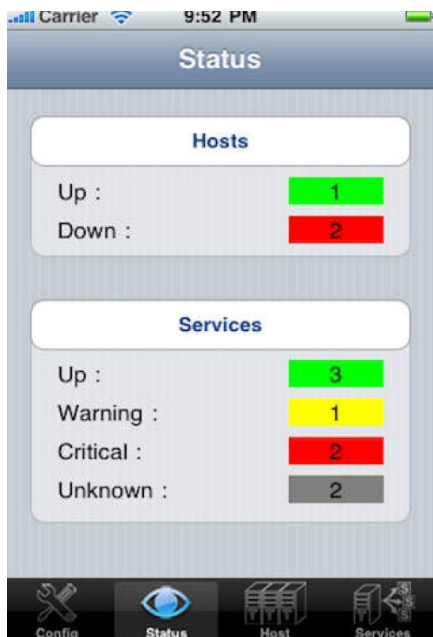 Carrier 9:52 PM
Status
Hosts
Up : 1
Down : 2
Services
Up : 3
Warning : 1
Critical : 2
Unknown : 2
Config Status Host Services